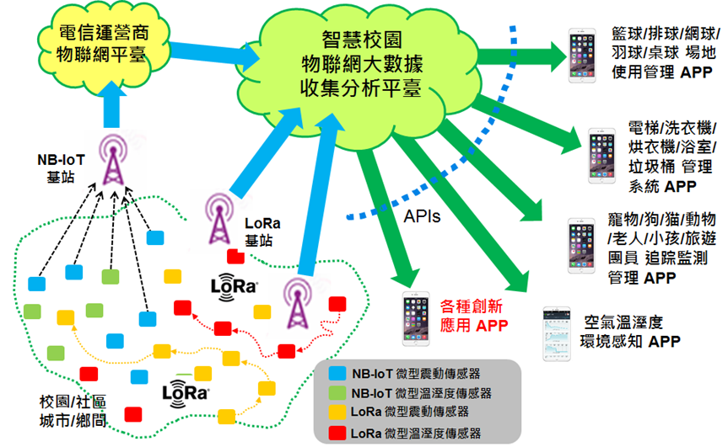 電信運營商
物聯網平臺
智慧校園
物聯網大數據
收集分析平臺
籃球/排球/網球/
羽球/桌球 場地
使用管理 APP
電梯/洗衣機/
烘衣機/浴室/
垃圾桶 管理
系統 APP
NB-IoT
基站
LoRa
基站
APIs
寵物/狗/猫/動物
/老人/小孩/旅遊
團員 追踪監測
管理 APP
LoRa
各種創新
應用 APP
空氣溫溼度
環境感知 APP
LoRa
校園/社區
城市/鄉間
NB-IoT 微型震動傳感器
NB-IoT 微型溫溼度傳感器
LoRa 微型震動傳感器
LoRa 微型溫溼度傳感器